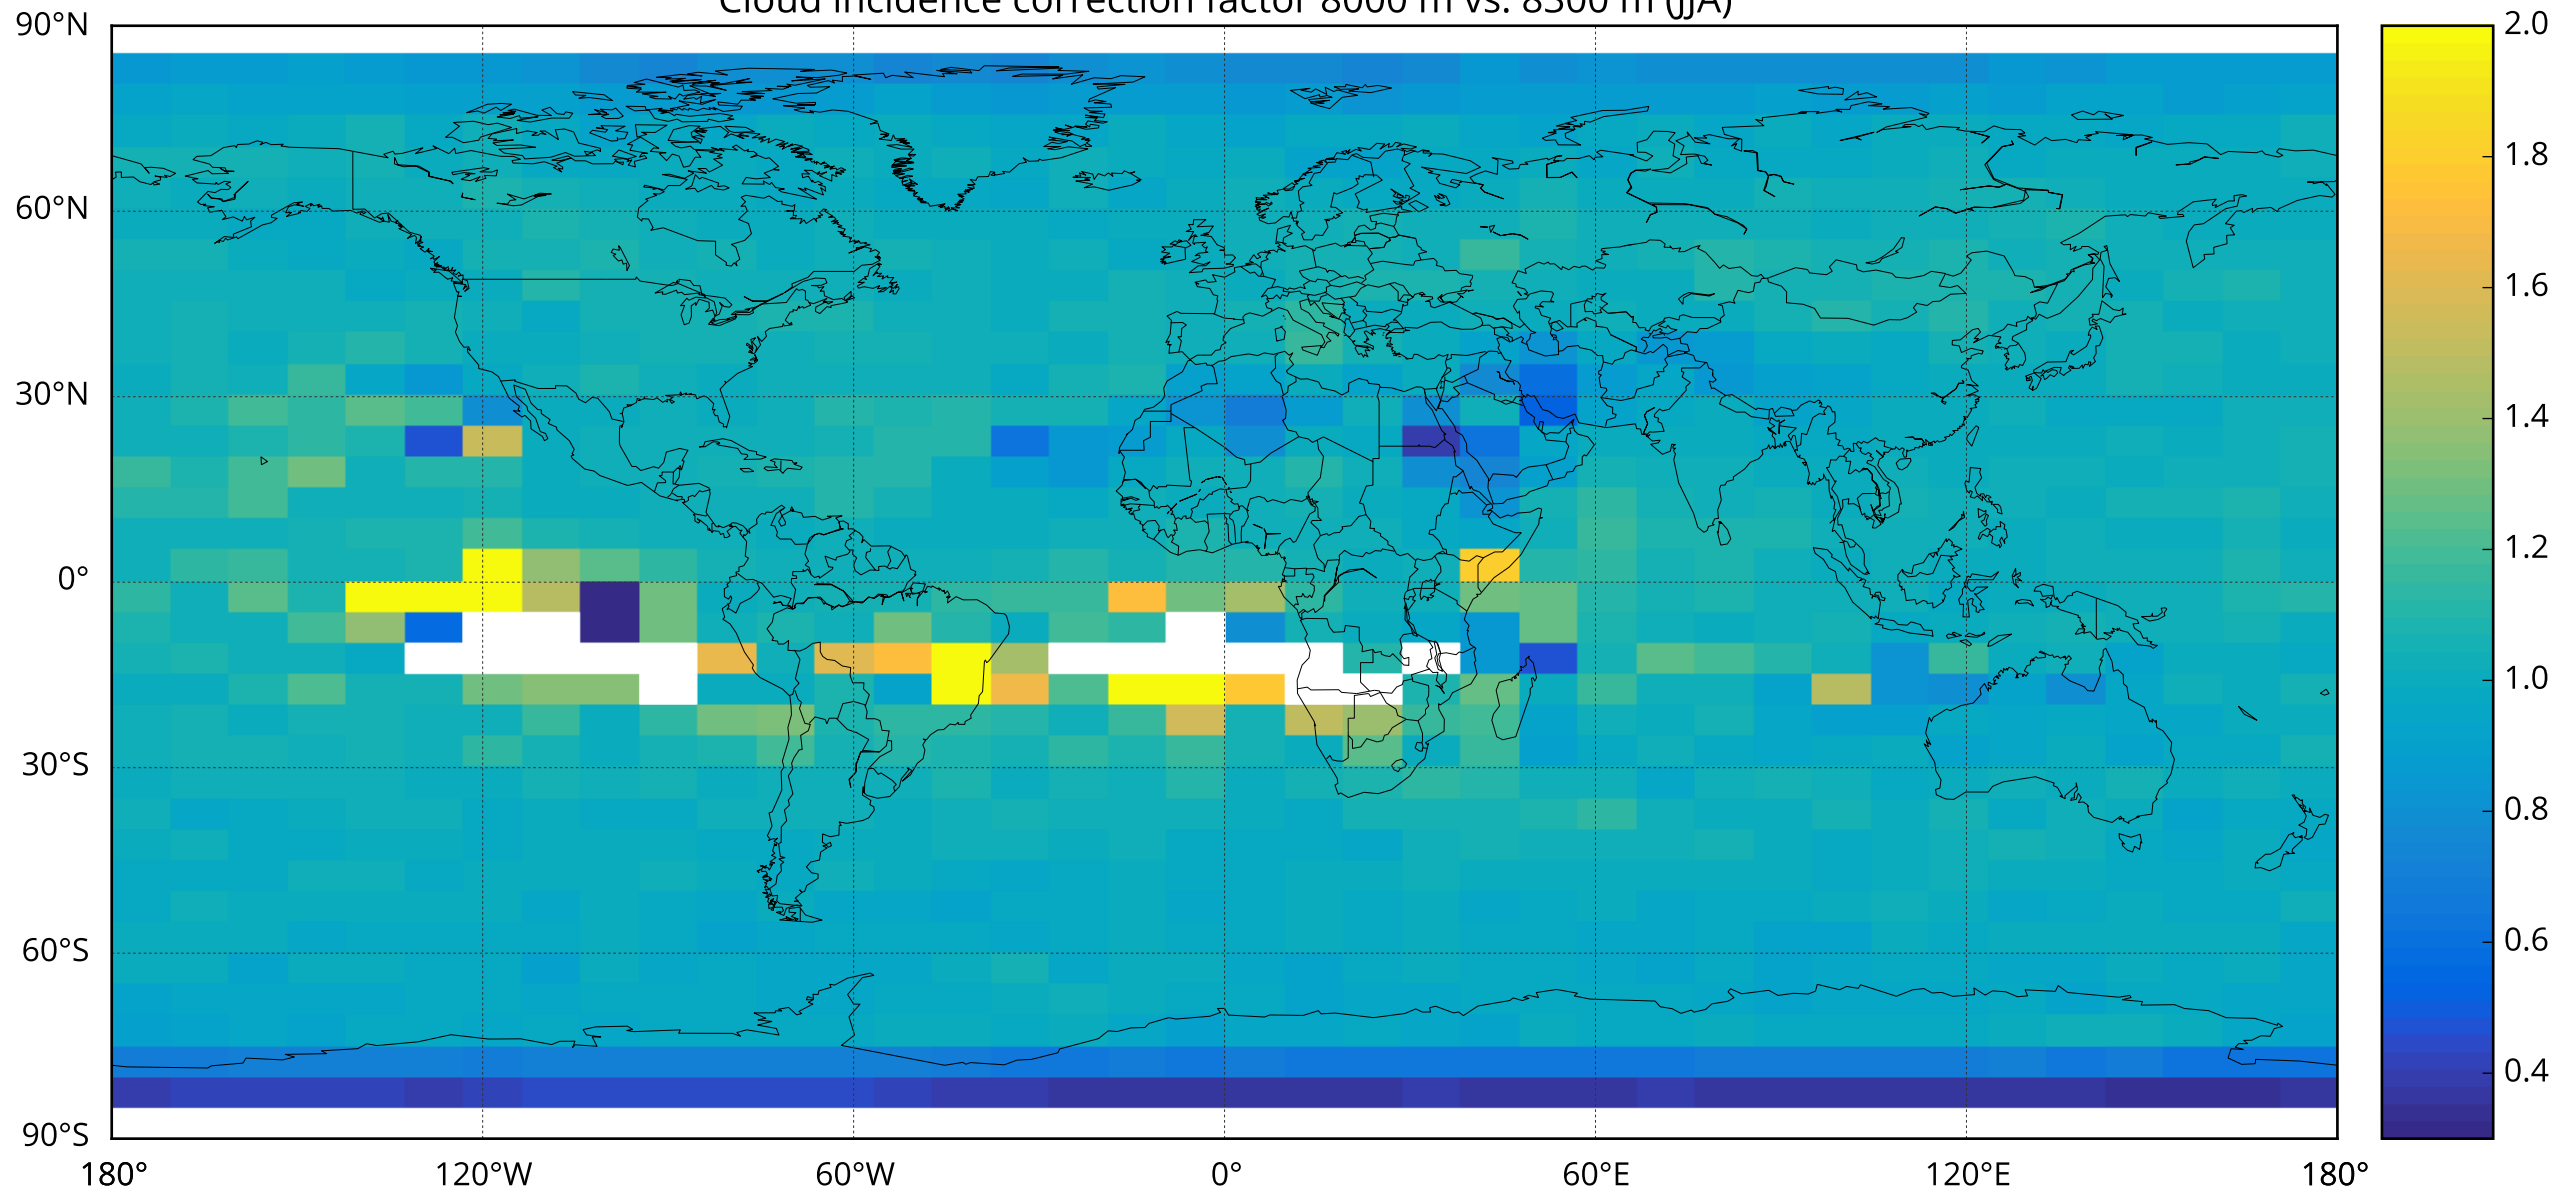 Cloud incidence correction factor 8000 m vs. 8300 m (JJA)
90°N
60°N
30°N
0°
30°S
60°S
90°S
180°
120°W
60°W
0°
60°E
120°E
180°
2.0
1.8
1.6
1.4
1.2
1.0
0.8
0.6
0.4